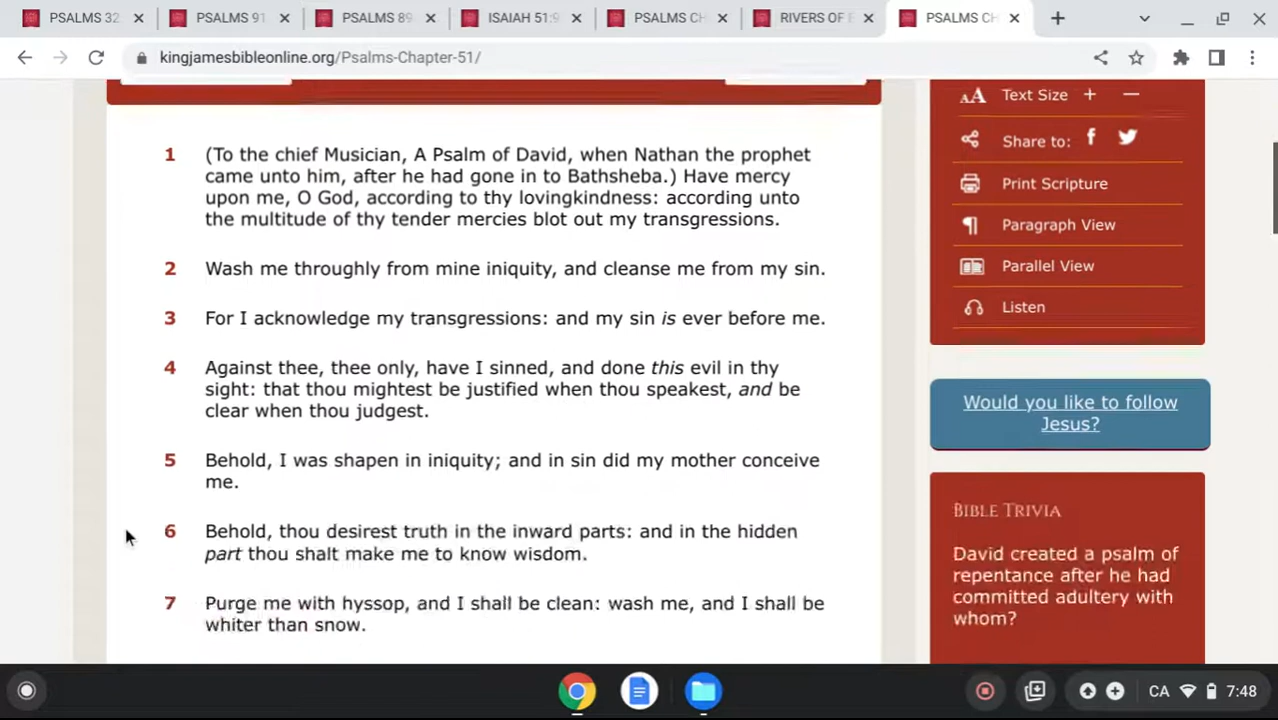 PSALMS 32
PSALMS 91
PSALMS 89
ISAIAH 51:9
PSALMS CH
RIVERS OF E
PSALMS CH
kingjamesbibleonline.org/Psalms-Chapter-51/
1 (To the chief Musician, A Psalm of David, when Nathan the prophet
came unto him, after he had gone in to Bathsheba.) Have mercy
upon me, O God, according to thy lovingkindness: according unto
the multitude of thy tender mercies blot out my transgressions.
2 Wash me throughly from mine iniquity, and cleanse me from my sin.
3 For I acknowledge my transgressions: and my sin is ever before me.
4 Against thee, thee only, have I sinned, and done this evil in thy
sight: that thou mightest be justified when thou speakest, and be
clear when thou judgest.
5 Behold, I was shapen in iniquity; and in sin did my mother conceive
me.
6 Behold, thou desirest truth in the inward parts: and in the hidden
part thou shalt make me to know wisdom.
7 Purge me with hyssop, and I shall be clean: wash me, and I shall be
whiter than snow.
AA Text Size + —
Share to: f
Print Scripture
¶ Paragraph View
Parallel View
Listen
Would you like to follow
Jesus?
BIBLE TRIVIA
David created a psalm of
repentance after he had
committed adultery with
whom?
CA 7:48